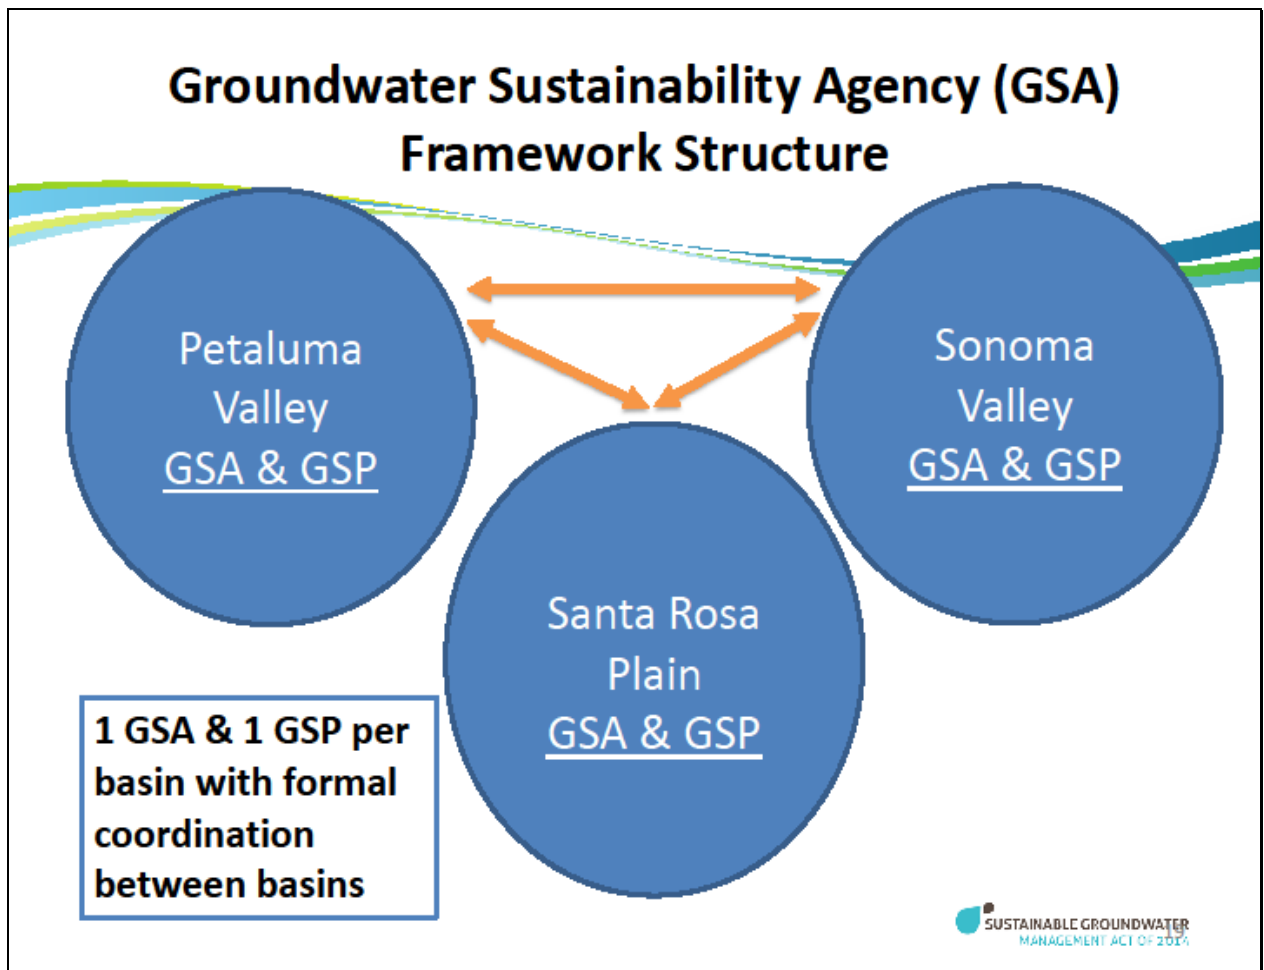 Groundwater Sustainability Agency (GSA)
Framework Structure
Petaluma
Valley
GSA & GSP
Sonoma
Valley
GSA & GSP
Santa Rosa
Plain
GSA & GSP
1 GSA & 1 GSP per
basin with formal
coordination
between basins
SUSTAINABLE GROUNDWATER
MANAGEMENT ACT OF 2014
19